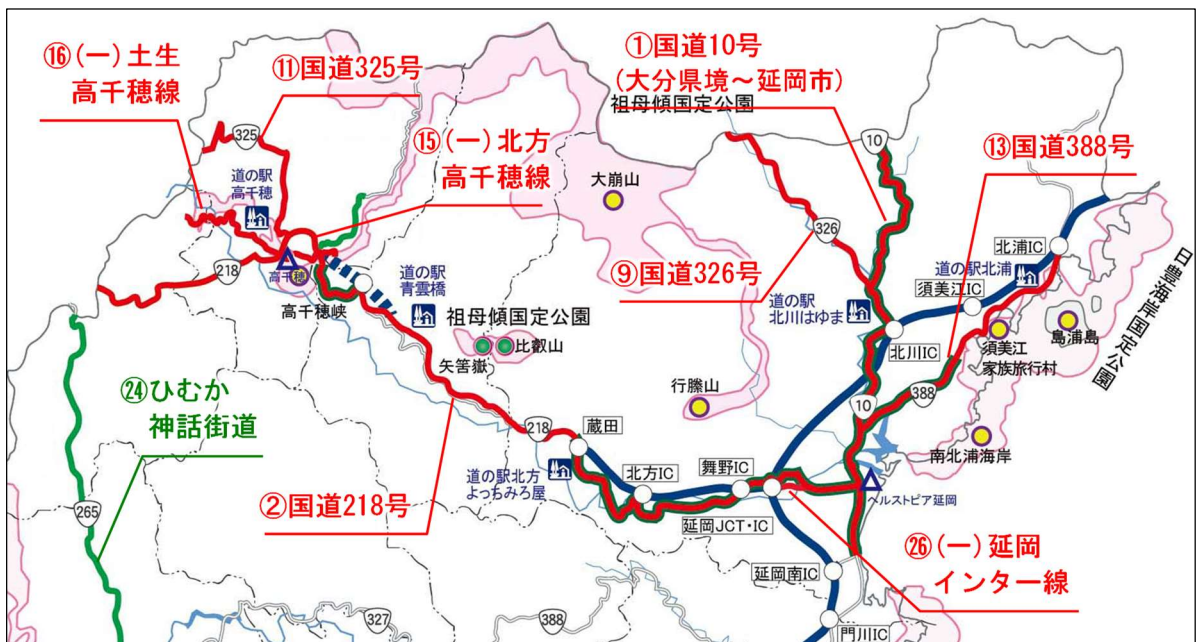 ⑯(一)土生
高千穂線
⑪国道325号
①国道10号
(大分県境～延岡市)
祖母傾国定公園
⑮(一)北方
高千穂線
⑬国道388号
325
10
道の駅
高千穂
大崩山
326
北浦IC
218
高千穂
道の駅
青雲橋
⑨国道326号
道の駅北浦
須美江IC
日豊海岸国定公園
高千穂峡
祖母傾国定公園
道の駅
北川はゆま
北川IC
須美江
家族旅行村
島浦島
矢筈嶽
比叡山
㉔ひむか
神話街道
行縢山
10
388
218
蔵田
南北浦海岸
道の駅北方
よっちみろ屋
北方IC
舞野IC
ヘルストピア延岡
265
②国道218号
延岡JCT・IC
㉖(一)延岡
インター線
延岡南IC
327
388
門川IC